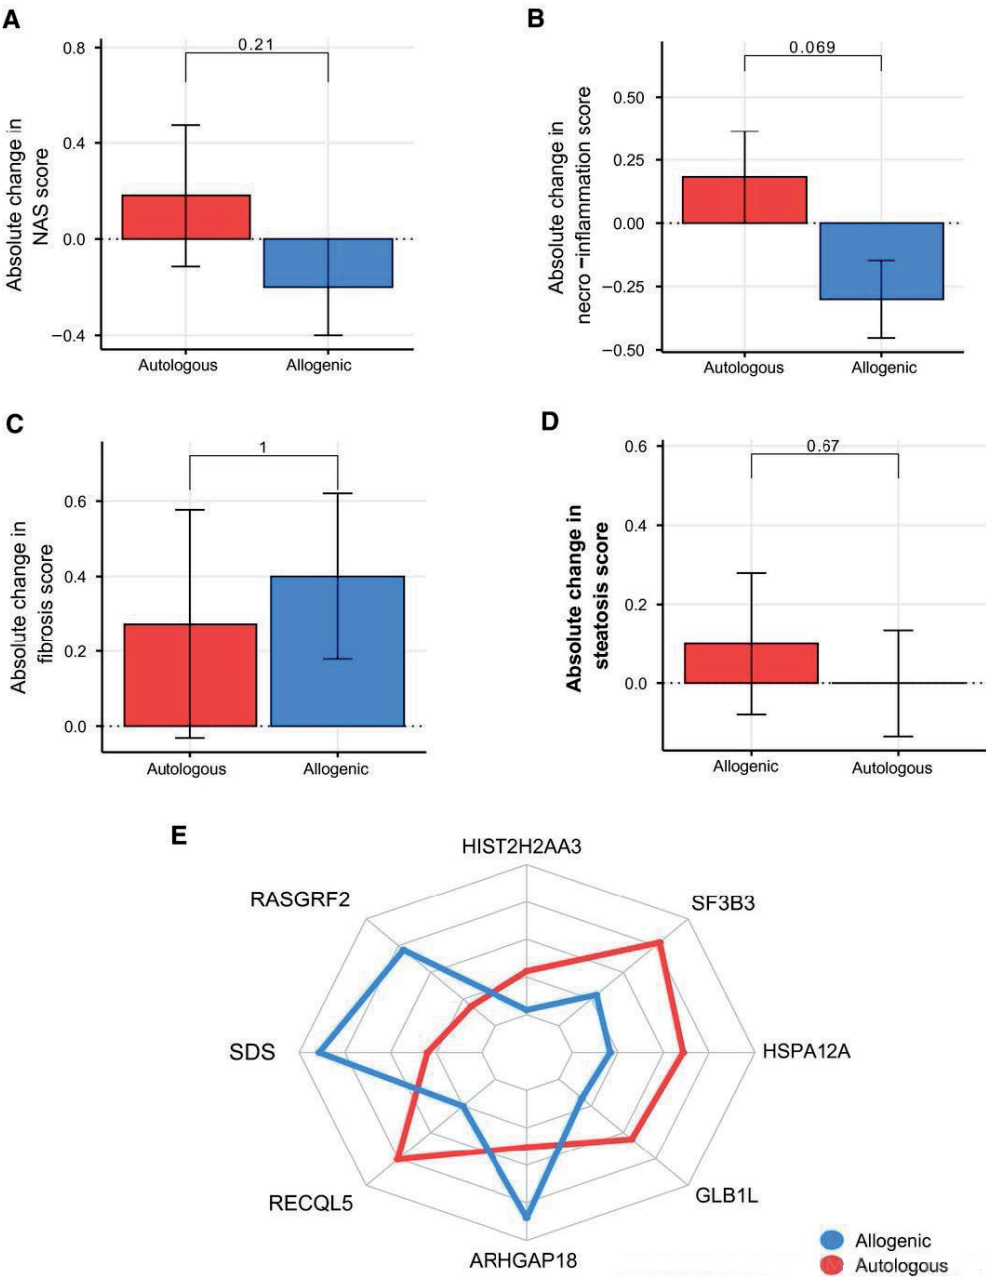 A
0.21
0.8
0.4
0.0
−0.4
Absolute change in
NAS score
Autologous
Allogenic
B
0.069
0.50
0.25
0.00
−0.25
−0.50
Absolute change in
necro −inflammation score
Autologous
Allogenic
C
1
0.6
0.4
0.2
0.0
Absolute change in
fibrosis score
Autologous
Allogenic
D
0.67
0.6
0.4
0.2
0.0
Absolute change in
steatosis score
Allogenic
Autologous
E
HIST2H2AA3
RASGRF2
SF3B3
SDS
HSPA12A
RECQL5
GLB1L
ARHGAP18
Allogenic
Autologous